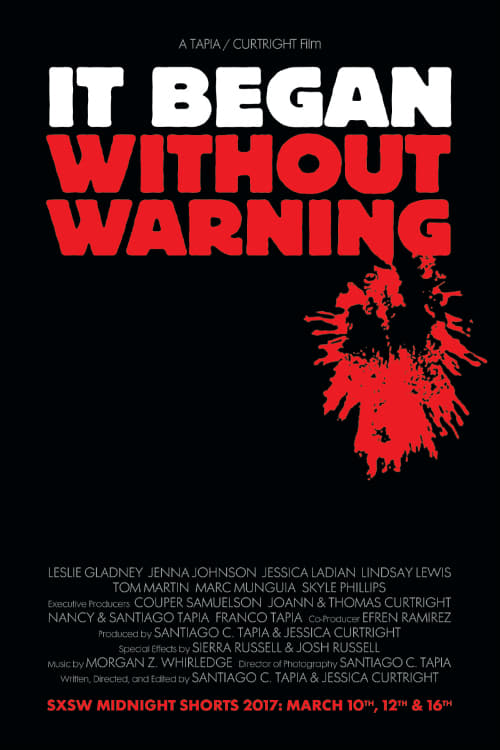 A TAPIA / CURTRIGHT Film
IT BEGAN
WITHOUT
WARNING
LESLIE GLADNEY JENNA JOHNSON JESSICA LADIAN LINDSAY LEWIS
TOM MARTIN MARC MUNGUIA SKYLE PHILLIPS
Executive Producers COUPER SAMUELSON JOANN & THOMAS CURTRIGHT
NANCY & SANTIAGO TAPIA FRANCO TAPIA Co-Producer EFREN RAMIREZ
Produced by SANTIAGO C. TAPIA & JESSICA CURTRIGHT
Special Effects by SIERRA RUSSELL & JOSH RUSSELL
Music by MORGAN Z. WHIRLEDGE Director of Photography SANTIAGO C. TAPIA
Written, Directed, and Edited by SANTIAGO C. TAPIA & JESSICA CURTRIGHT
SXSW MIDNIGHT SHORTS 2017: MARCH 10TH, 12TH & 16TH